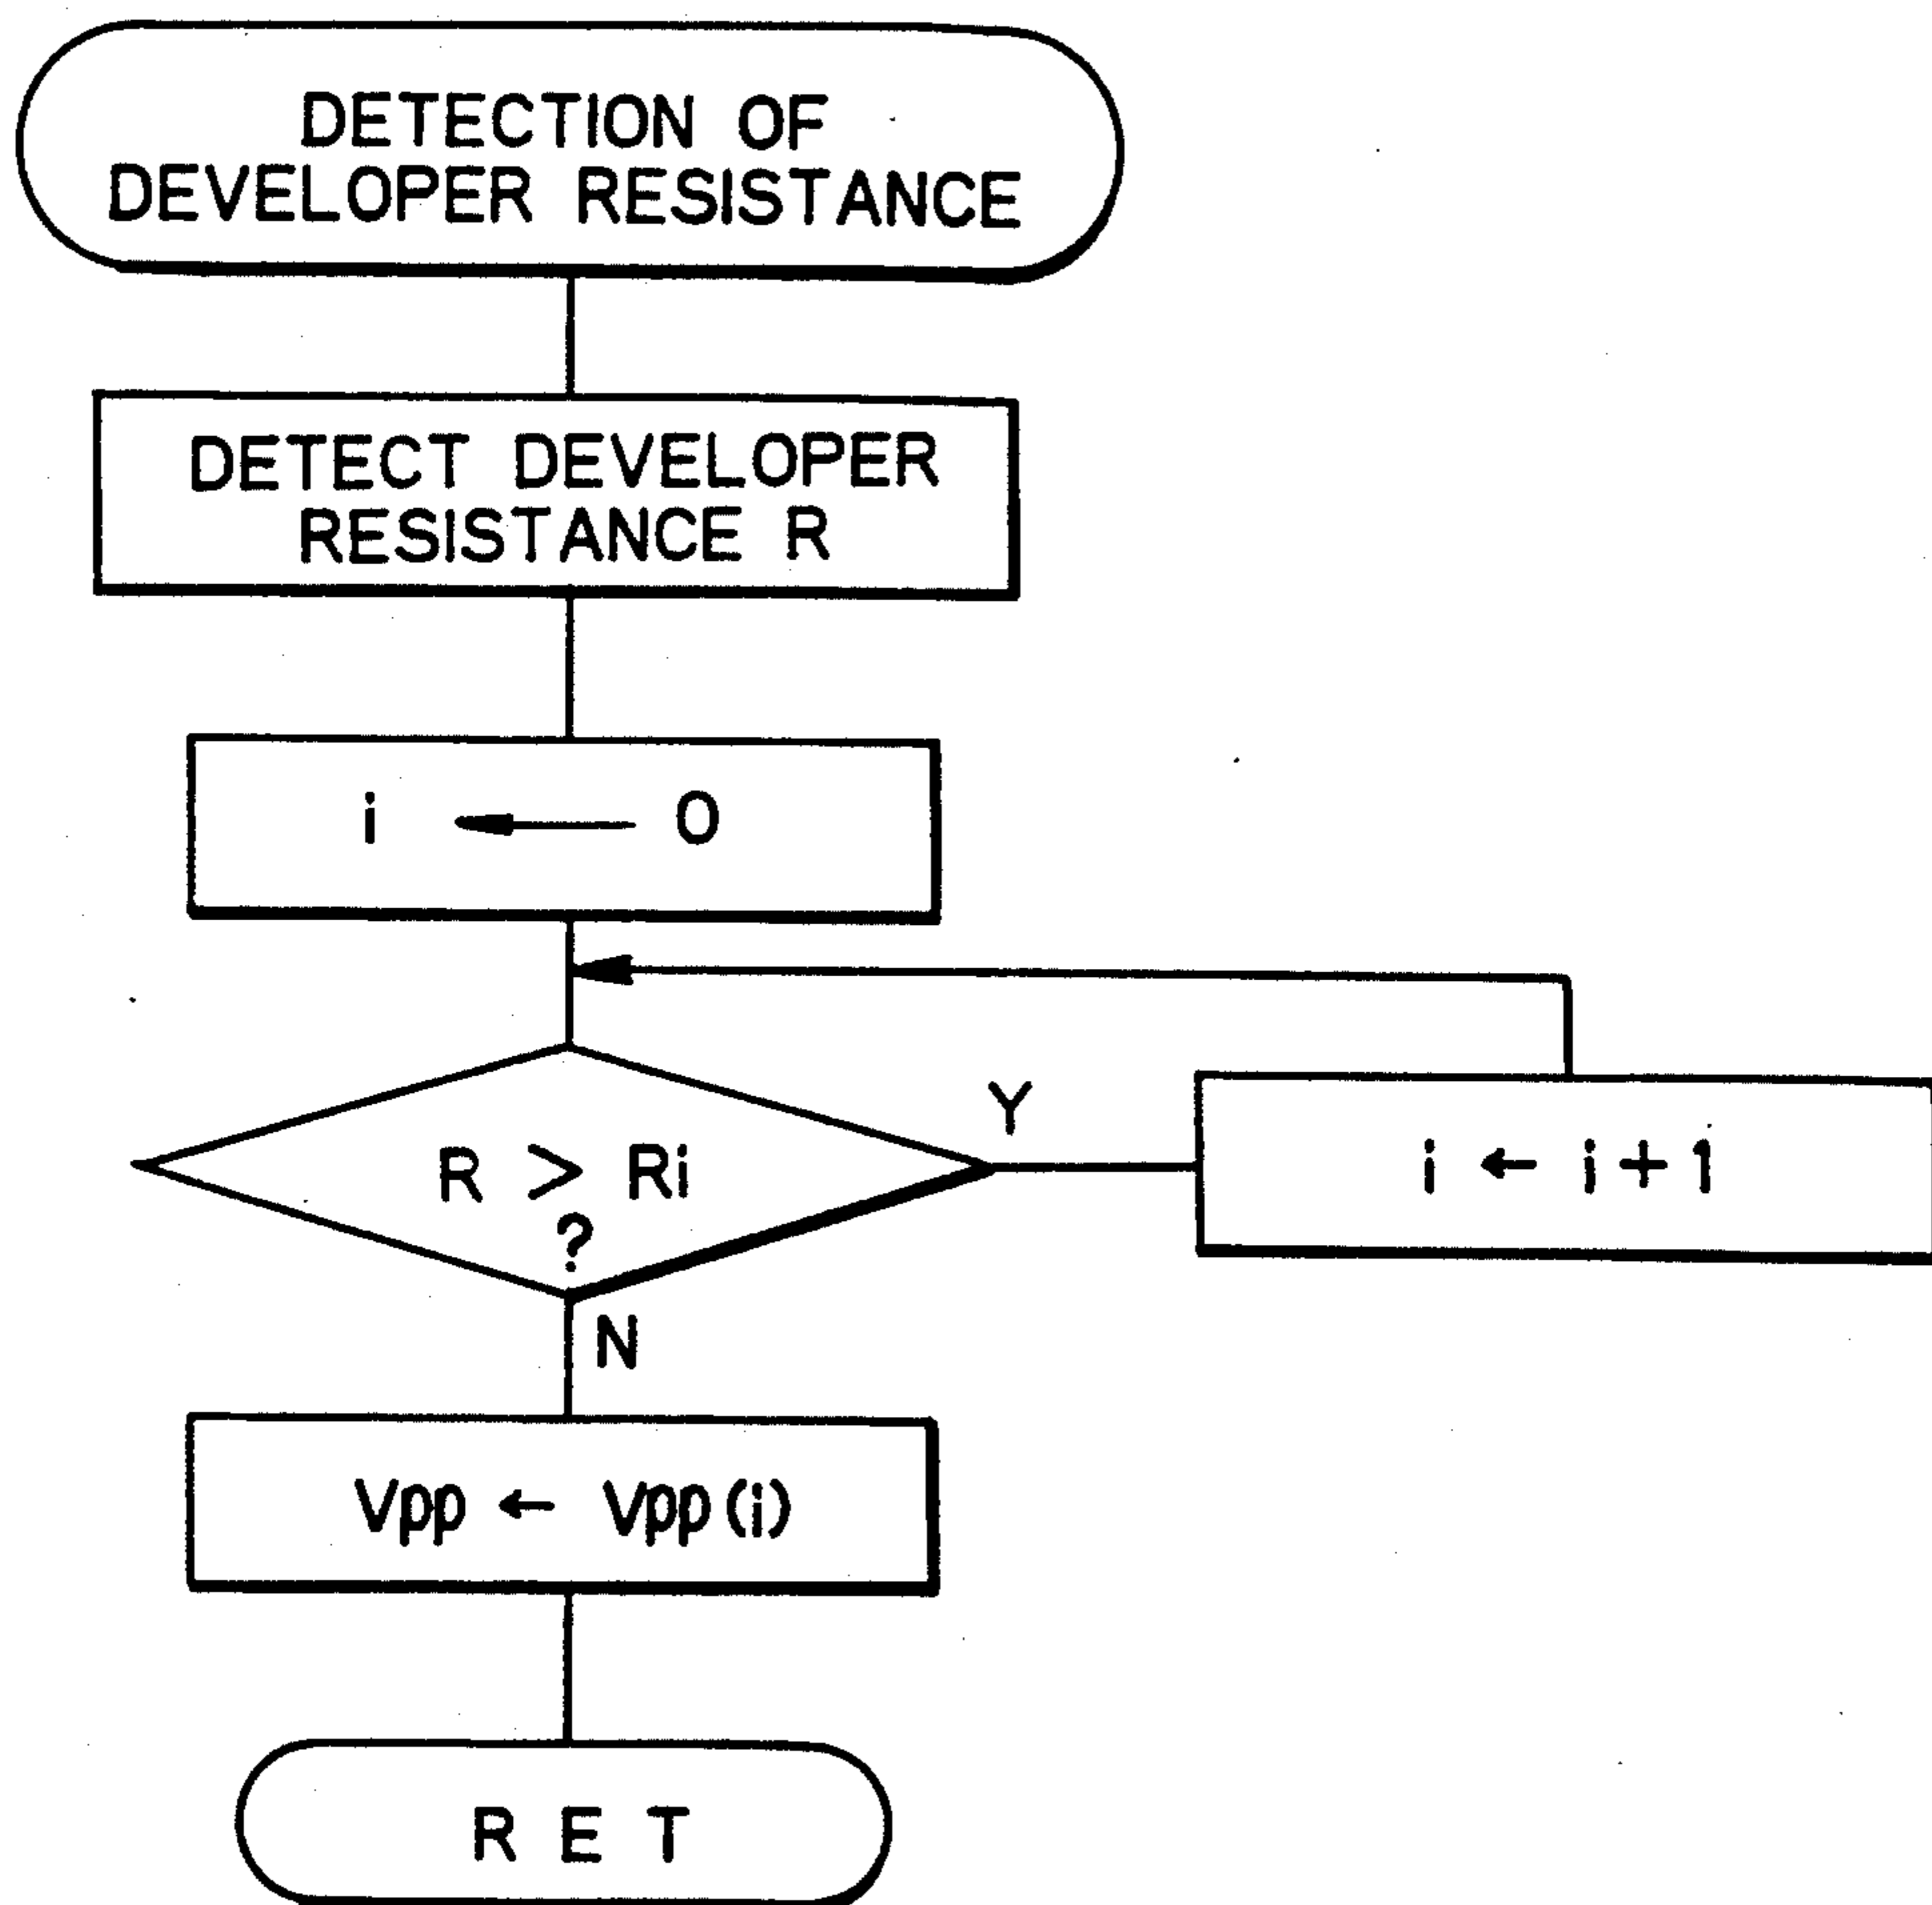 DETECTION OF
DEVELOPER RESISTANCE
DETECT DEVELOPER
RESISTANCE R
i ← 0
R > Ri
?
Y
i ← i + 1
N
Vpp ← Vpp (i)
R E T